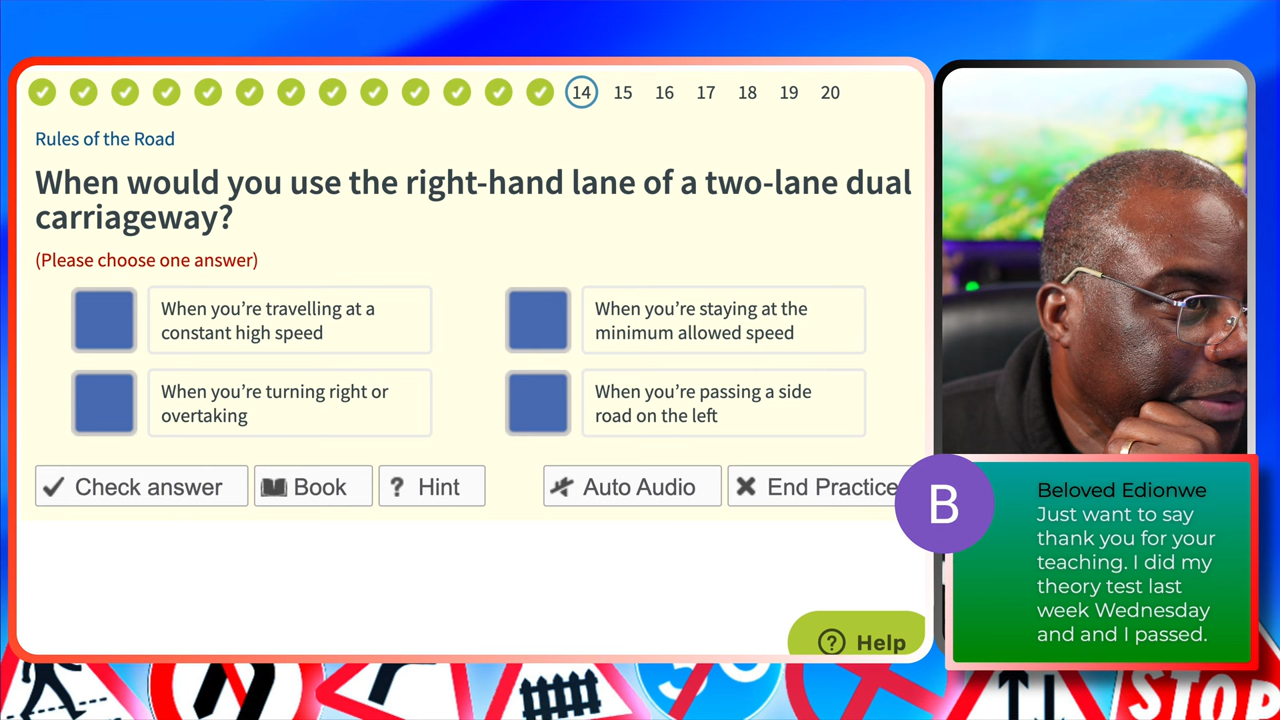 14 15 16 17 18 19 20
Rules of the Road
When would you use the right-hand lane of a two-lane dual
carriageway?
(Please choose one answer)
When you’re travelling at a
constant high speed
When you’re staying at the
minimum allowed speed
When you’re turning right or
overtaking
When you’re passing a side
road on the left
Check answer
Book
? Hint
Auto Audio
End Practice
? Help
B
Beloved Edionwe
Just want to say
thank you for your
teaching. I did my
theory test last
week Wednesday
and and I passed.
STOP